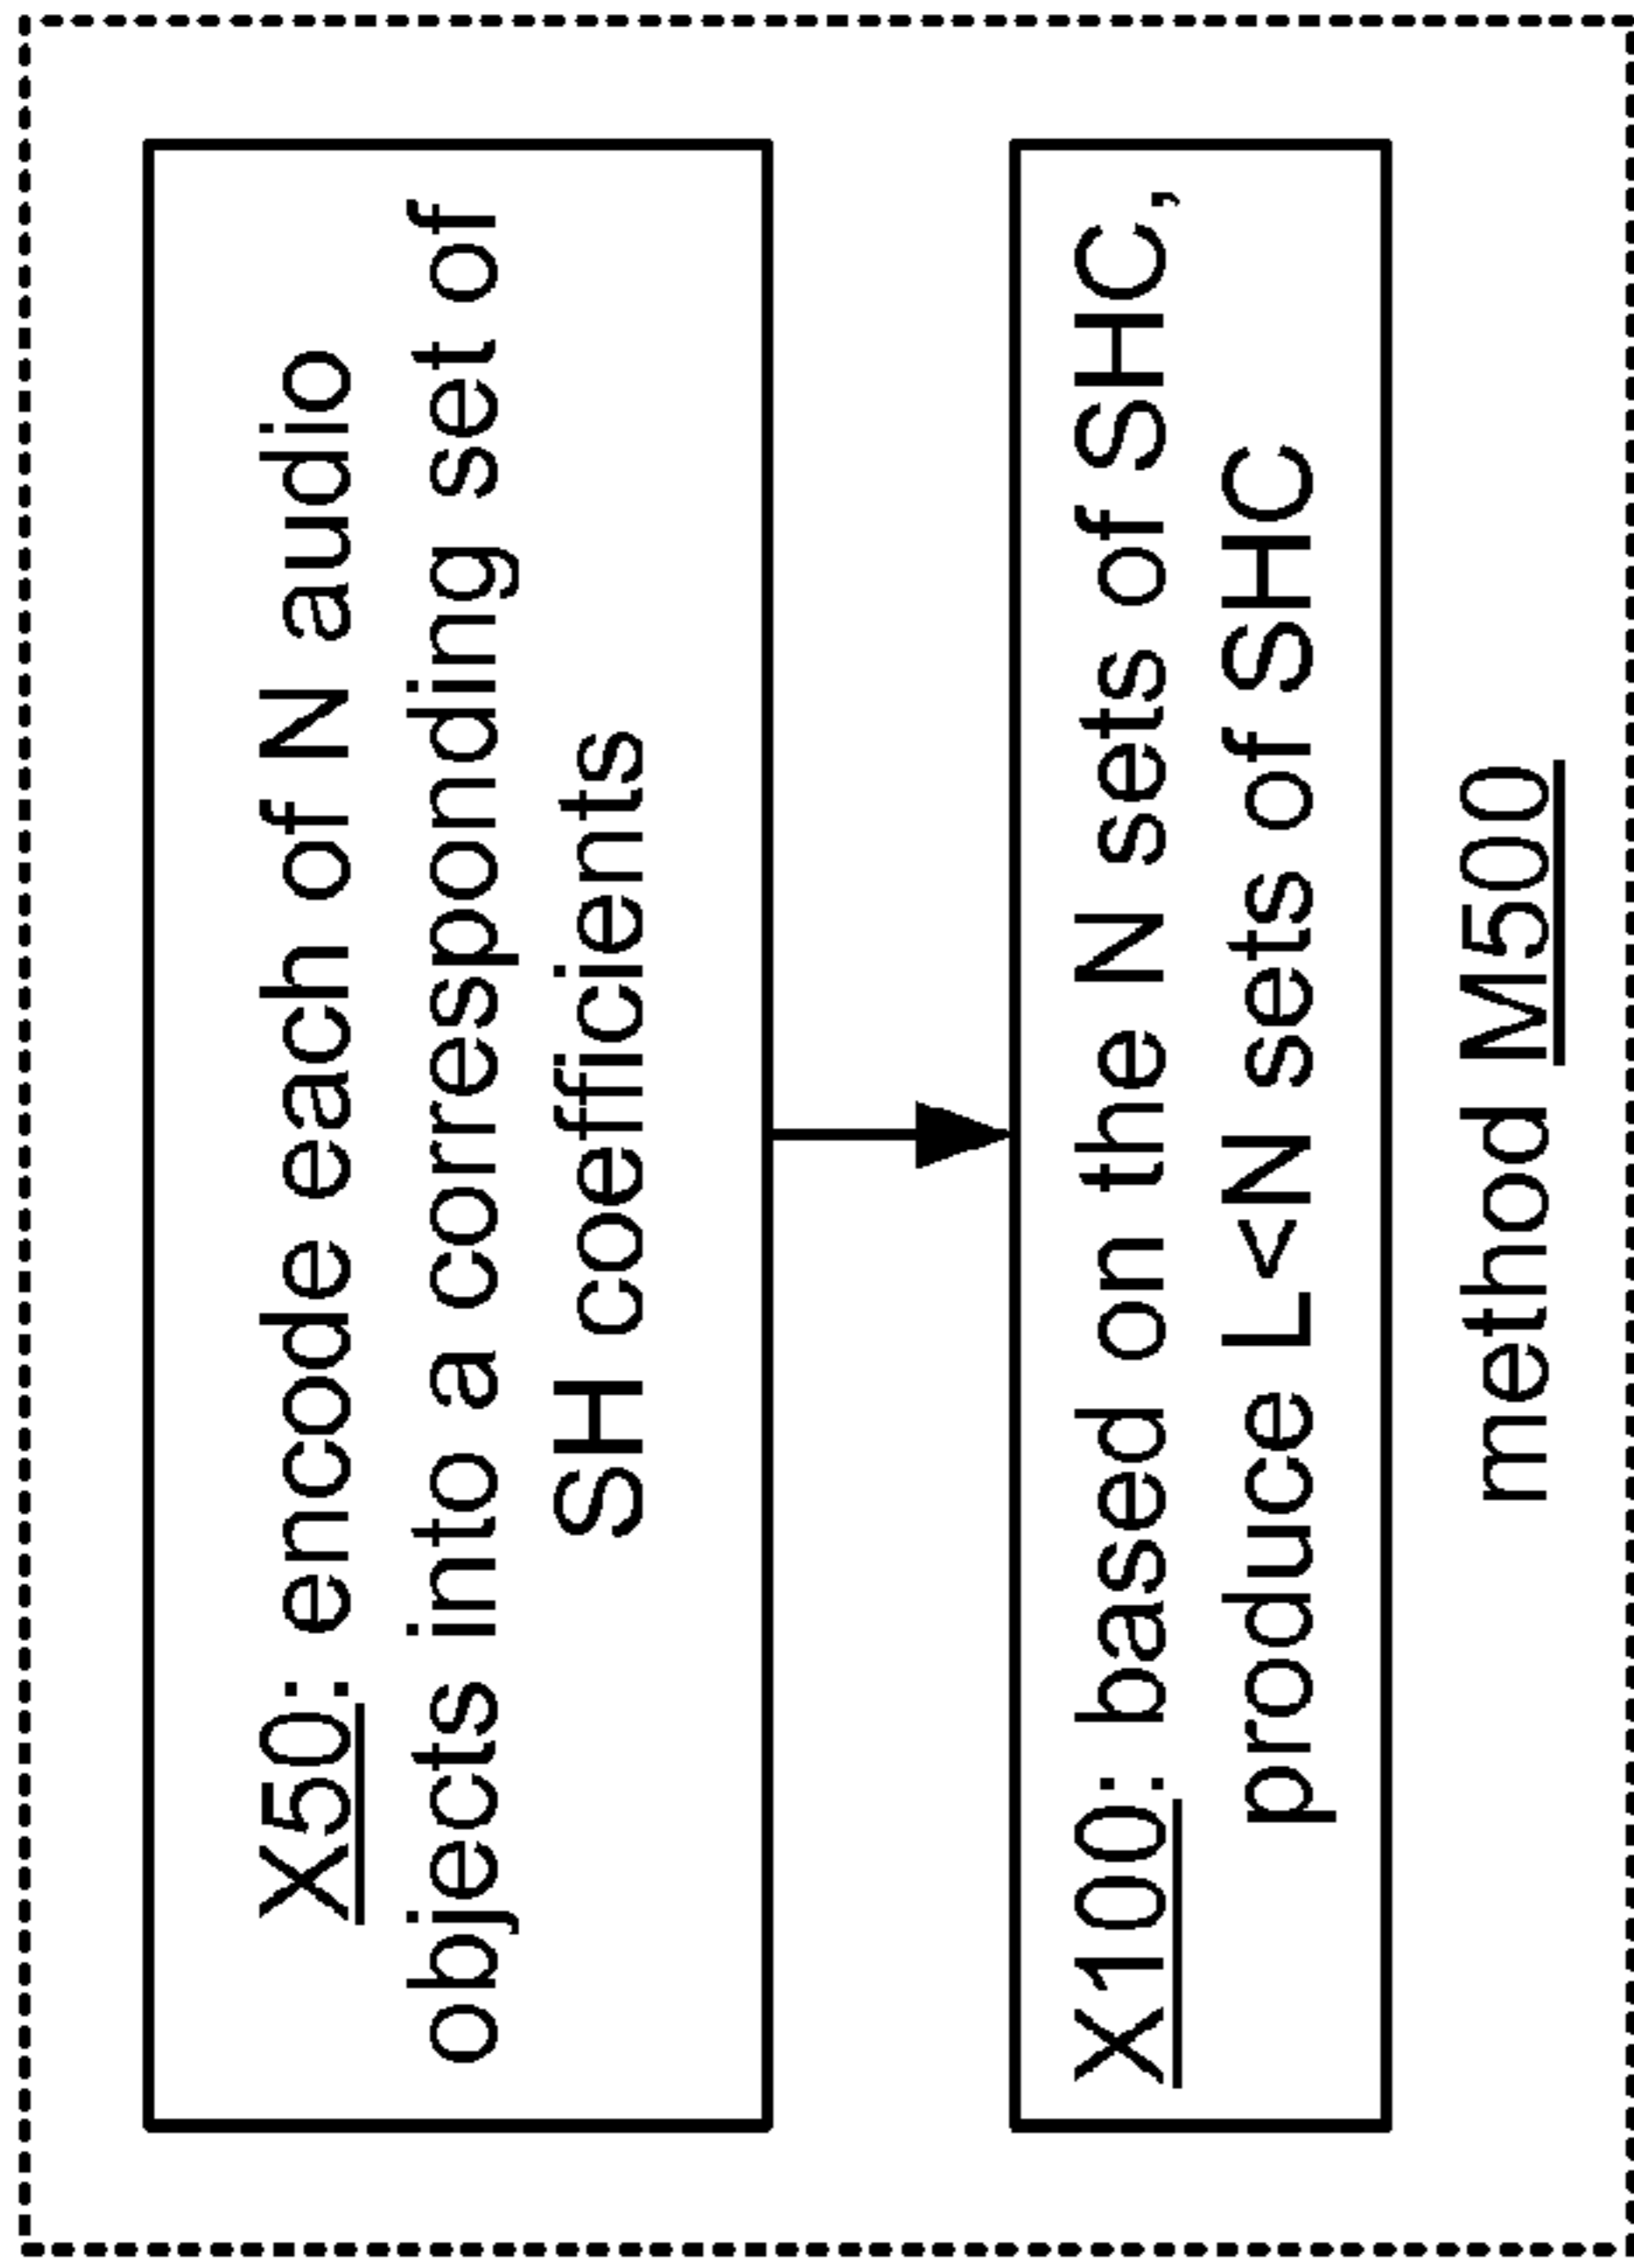 X50: encode each of N audio
objects into a corresponding set of
SH coefficients
X100: based on the N sets of SHC,
produce L<N sets of SHC
method M500